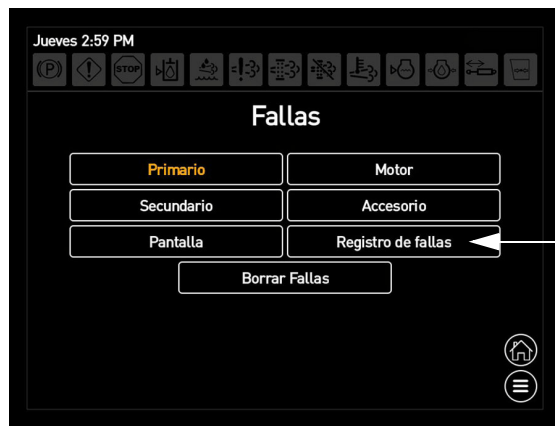 Jueves 2:59 PM
(P) STOP
Fallas
Primario Motor
Secundario Accesorio
Pantalla Registro de fallas
Borrar Fallas